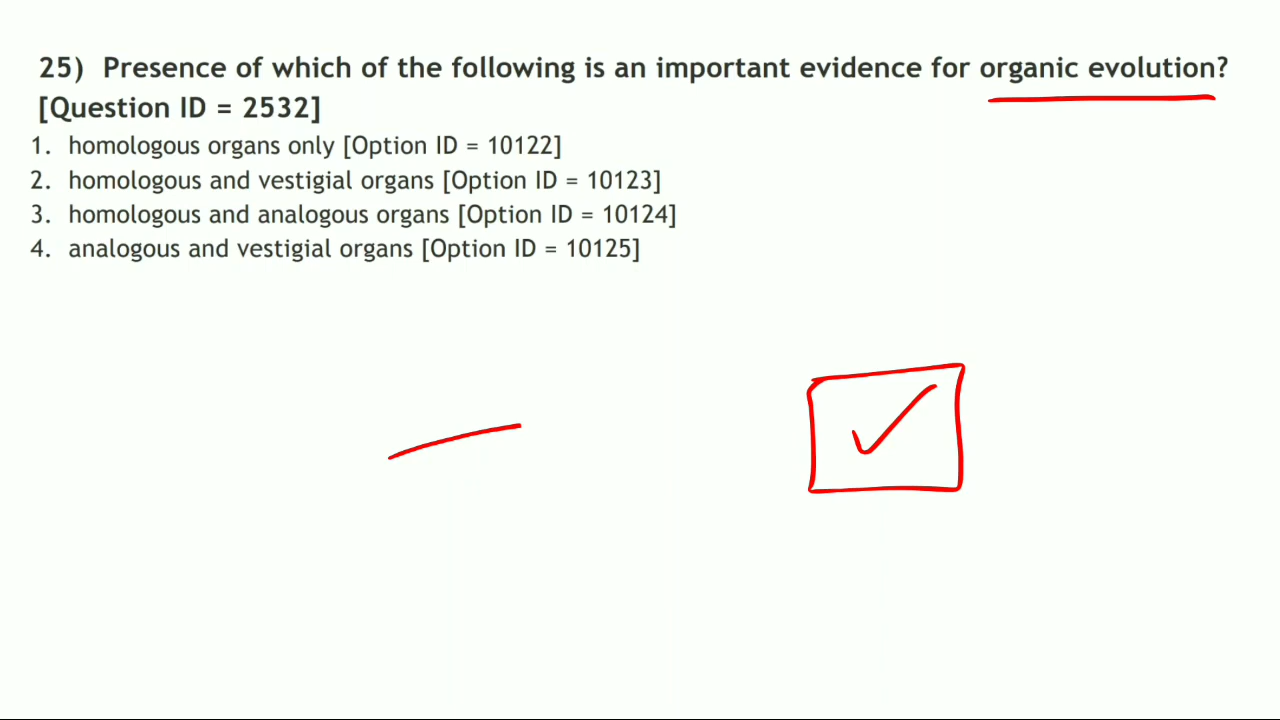 25) Presence of which of the following is an important evidence for organic evolution?
[Question ID = 2532]
1. homologous organs only [Option ID = 10122]
2. homologous and vestigial organs [Option ID = 10123]
3. homologous and analogous organs [Option ID = 10124]
4. analogous and vestigial organs [Option ID = 10125]